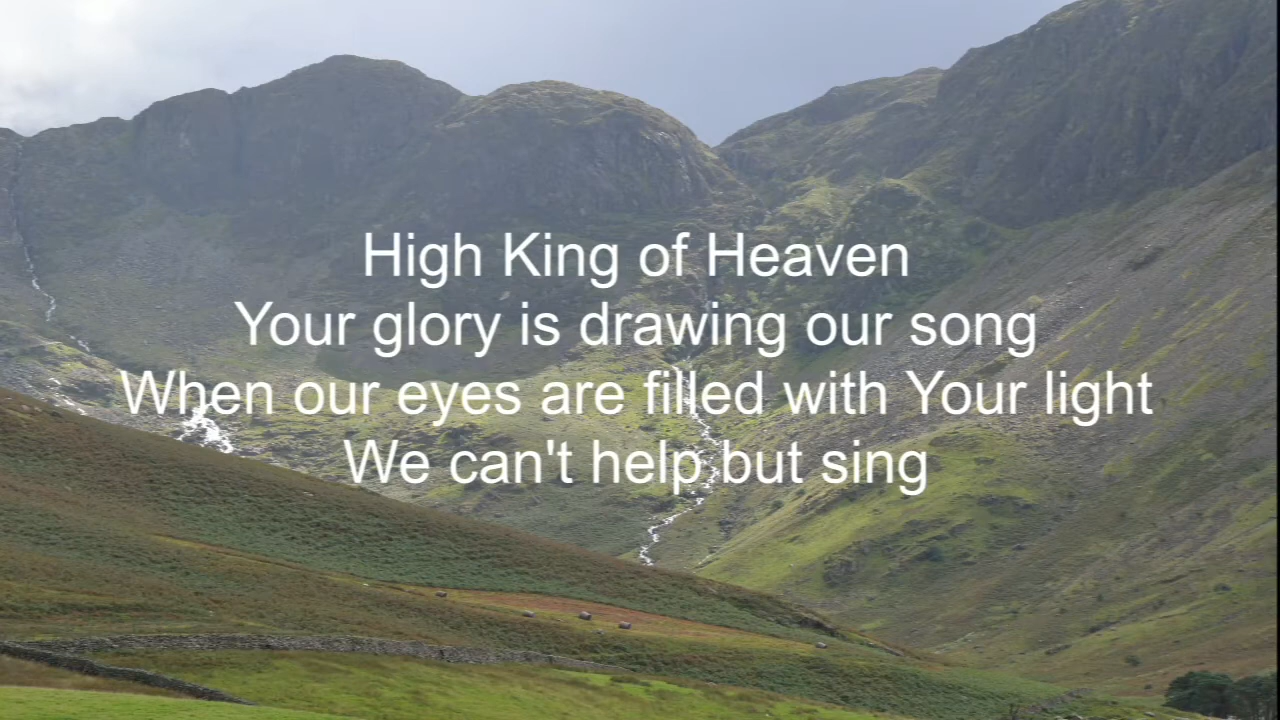 High King of Heaven
Your glory is drawing our song
When our eyes are filled with Your light
We can't help but sing